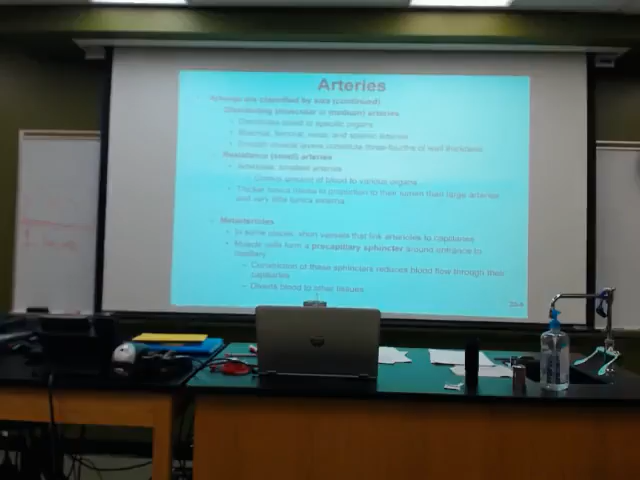 Arteries
Arteries are classified by size (continued)
Distributing (muscular or medium) arteries
Distributes blood to specific organs
Brachial, femoral, renal, and splenic arteries
Smooth muscle layers constitute three-fourths of wall thickness
Resistance (small) arteries
Arterioles: smallest arteries
Control amount of blood to various organs
Thicker tunica media in proportion to their lumen than large arteries
and very little tunica externa
Metarterioles
In some places, short vessels that link arterioles to capillaries
Muscle cells form a precapillary sphincter around entrance to
capillary
– Constriction of these sphincters reduces blood flow through their
capillaries
– Diverts blood to other tissues